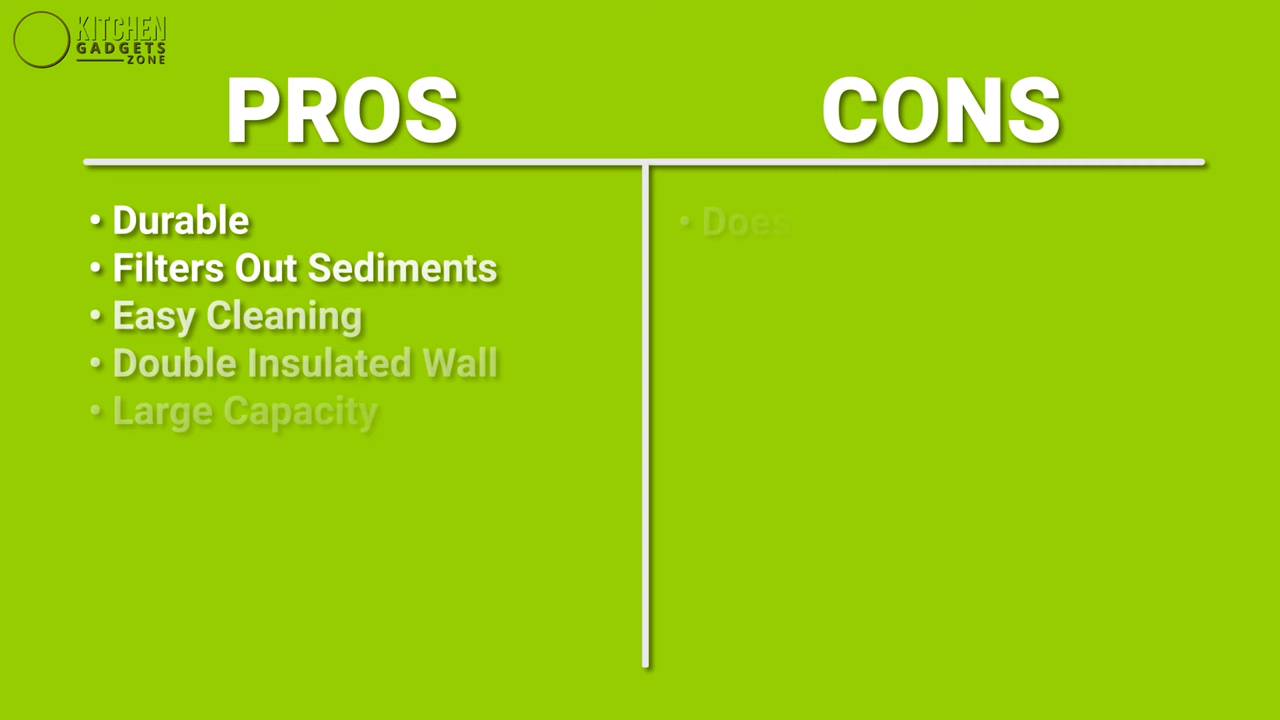 KITCHEN
GADGETS
ZONE
PROS
CONS
• Durable
• Filters Out Sediments
• Easy Cleaning
• Double Insulated Wall
• Large Capacity
• Does